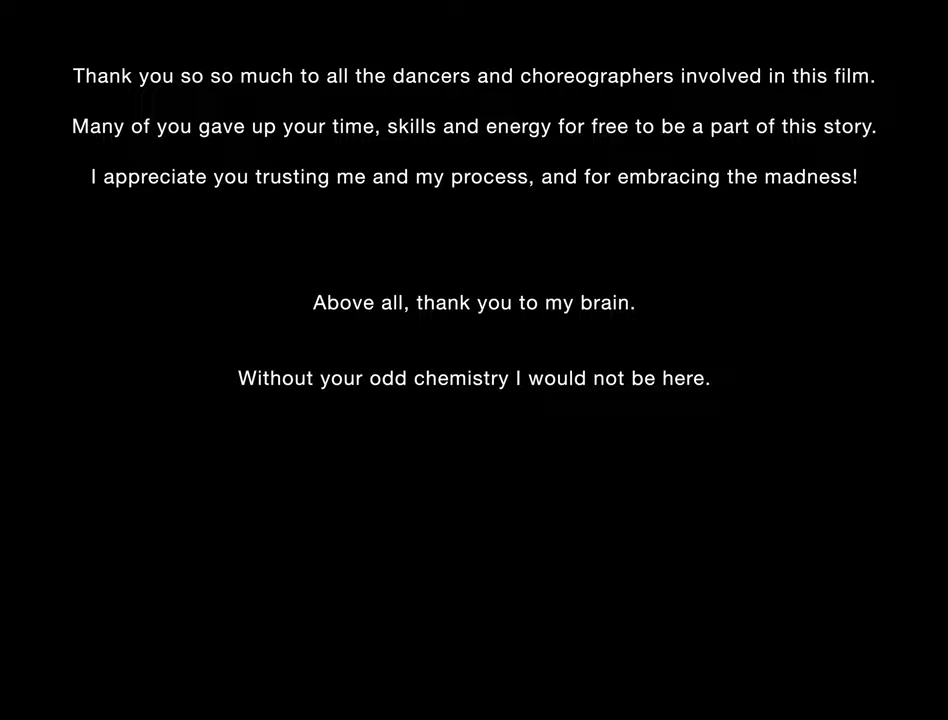 Thank you so so much to all the dancers and choreographers involved in this film.
Many of you gave up your time, skills and energy for free to be a part of this story.
I appreciate you trusting me and my process, and for embracing the madness!
Above all, thank you to my brain.
Without your odd chemistry I would not be here.